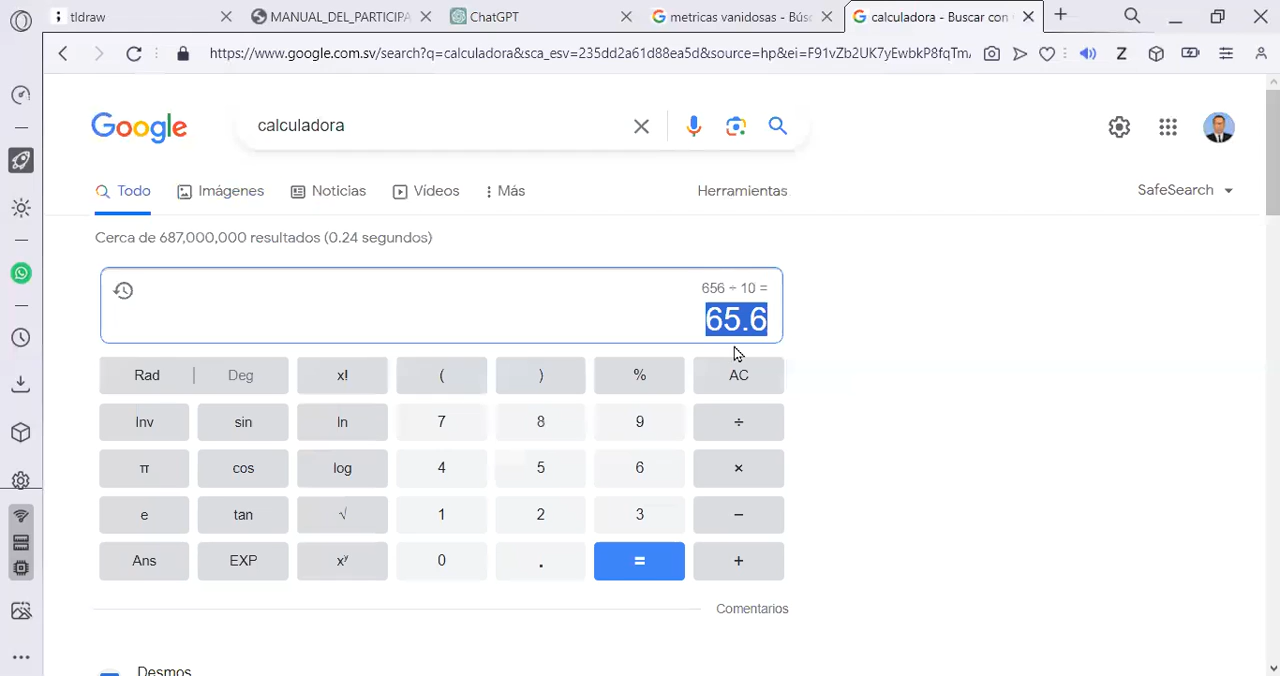 tldraw
MANUAL_DEL_PARTICIPA
ChatGPT
metricas vanidosas - Bús
calculadora - Buscar con
https://www.google.com.sv/search?q=calculadora&sca_esv=235dd2a61d88ea5d&source=hp&ei=F91vZb2UK7yEwbkP8fqTm
Z
Google
calculadora
Todo
Imágenes
Noticias
Vídeos
Más
Herramientas
SafeSearch
Cerca de 687,000,000 resultados (0.24 segundos)
656 ÷ 10 =
65.6
Rad | Deg x! ( ) % AC
Inv sin ln 7 8 9 ÷
π cos log 4 5 6 ×
e tan √ 1 2 3 −
Ans EXP xʸ 0 . = +
Comentarios
Desmos